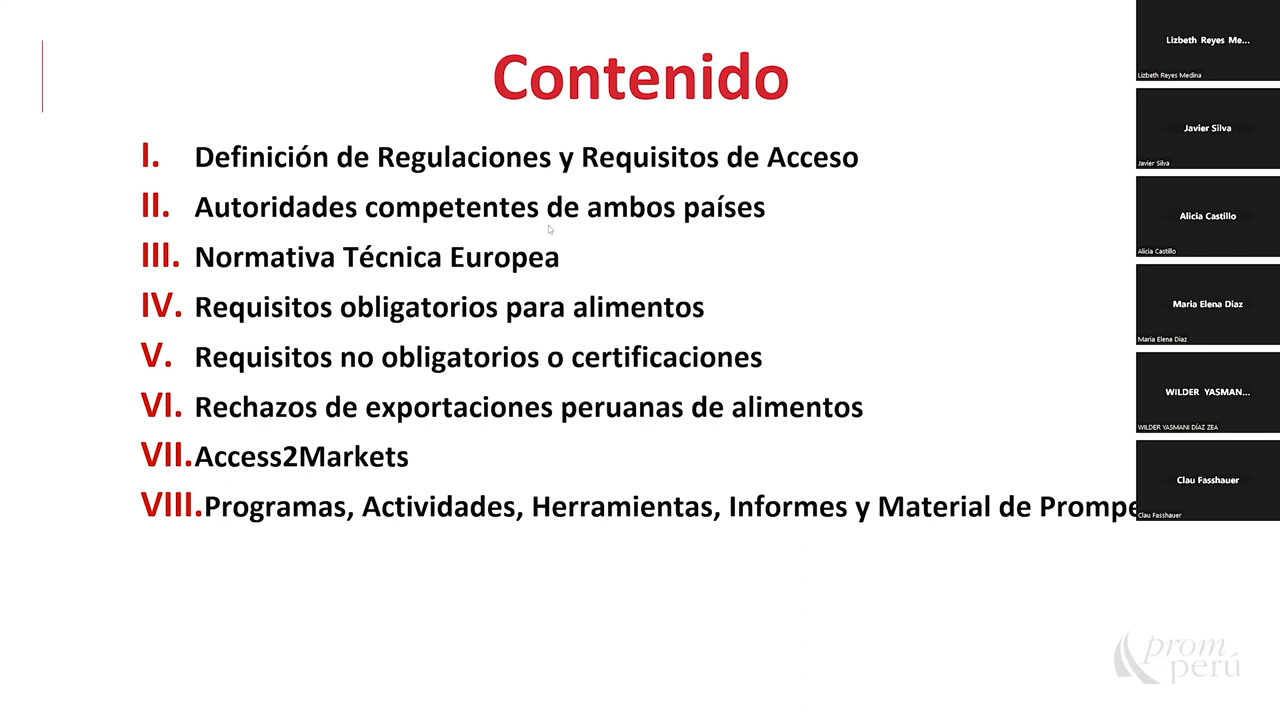 Contenido
I. Definición de Regulaciones y Requisitos de Acceso
II. Autoridades competentes de ambos países
III. Normativa Técnica Europea
IV. Requisitos obligatorios para alimentos
V. Requisitos no obligatorios o certificaciones
VI. Rechazos de exportaciones peruanas de alimentos
VII. Access2Markets
VIII. Programas, Actividades, Herramientas, Informes y Material de Prompe
Lizbeth Reyes Me...
Lizbeth Reyes Medina
Javier Silva
Javier Silva
Alicia Castillo
Alicia Castillo
Maria Elena Diaz
Maria Elena Diaz
WILDER YASMAN...
WILDER YASMANI DÍAZ ZEA
Clau Fasshauer
Clau Fasshauer
prom
perú